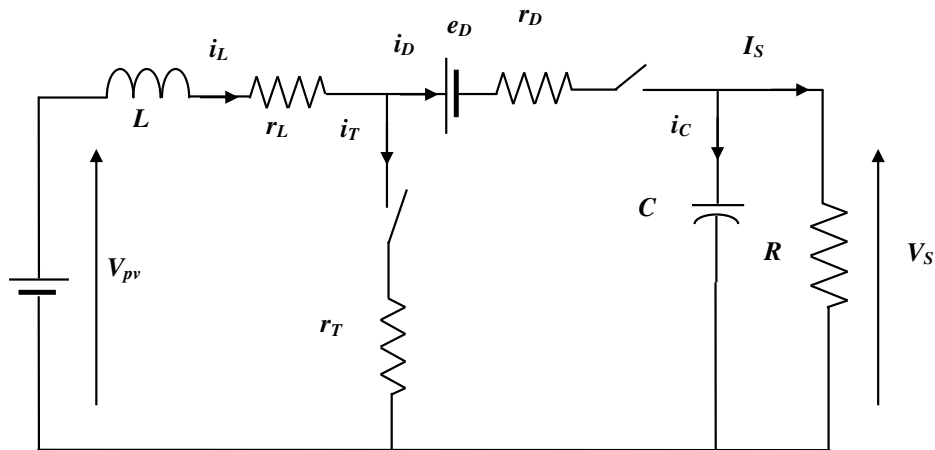 i_L
i_D
e_D
r_D
I_S
L
r_L
i_T
i_C
C
R
V_S
V_pv
r_T